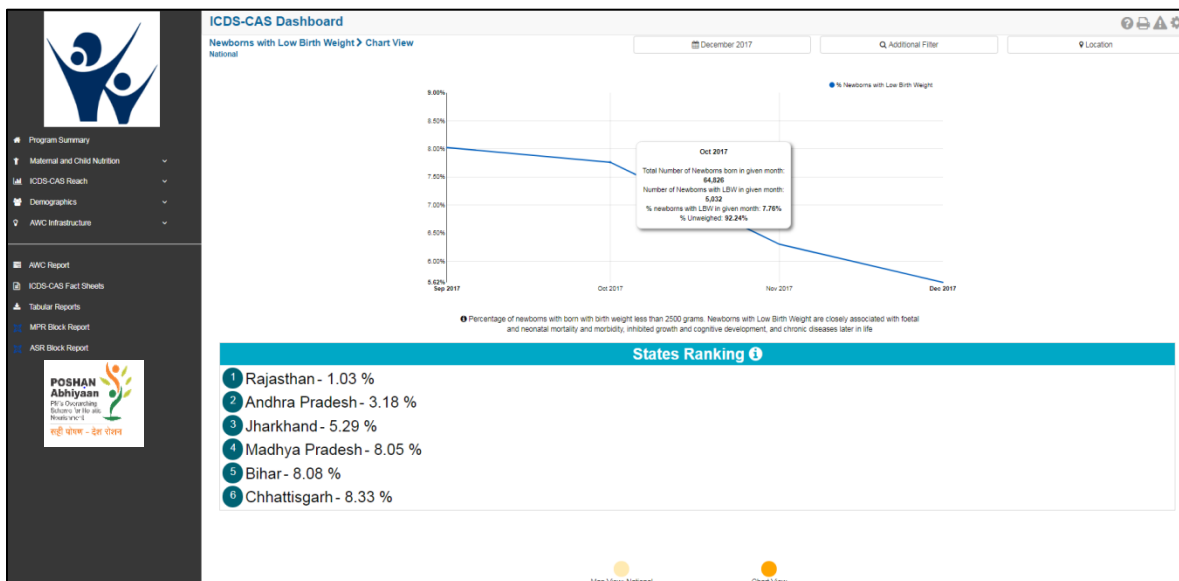 ICDS-CAS Dashboard
Newborns with Low Birth Weight > Chart View
National
December 2017
Additional Filter
Location
Program Summary
Maternal and Child Nutrition
ICDS-CAS Reach
Demographics
AWC Infrastructure
AWC Report
ICDS-CAS Fact Sheets
Tabular Reports
MPR Block Report
ASR Block Report
POSHAN
Abhiyaan
PM's Overarching
Scheme for Holistic
Nourishment
सही पोषण - देश रोशन
% Newborns with Low Birth Weight
9.00%
8.50%
8.00%
7.50%
7.00%
6.50%
6.00%
5.62%
Sep 2017
Oct 2017
Nov 2017
Dec 2017
Oct 2017
Total Number of Newborns born in given month:
64,826
Number of Newborns with LBW in given month:
5,032
% newborns with LBW in given month: 7.76%
% Unweighed: 92.24%
Percentage of newborns with born with birth weight less than 2500 grams. Newborns with Low Birth Weight are closely associated with foetal
and neonatal mortality and morbidity, inhibited growth and cognitive development, and chronic diseases later in life
States Ranking
1 Rajasthan - 1.03 %
2 Andhra Pradesh - 3.18 %
3 Jharkhand - 5.29 %
4 Madhya Pradesh - 8.05 %
5 Bihar - 8.08 %
6 Chhattisgarh - 8.33 %